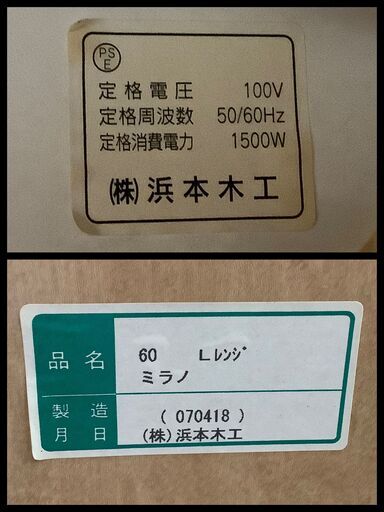 PS
E
定格電圧 100V
定格周波数 50/60Hz
定格消費電力 1500W
㈱浜本木工
品名 60 Lﾚﾝｼﾞ
ミラノ
製造 ( 070418 )
月日 (株)浜本木工